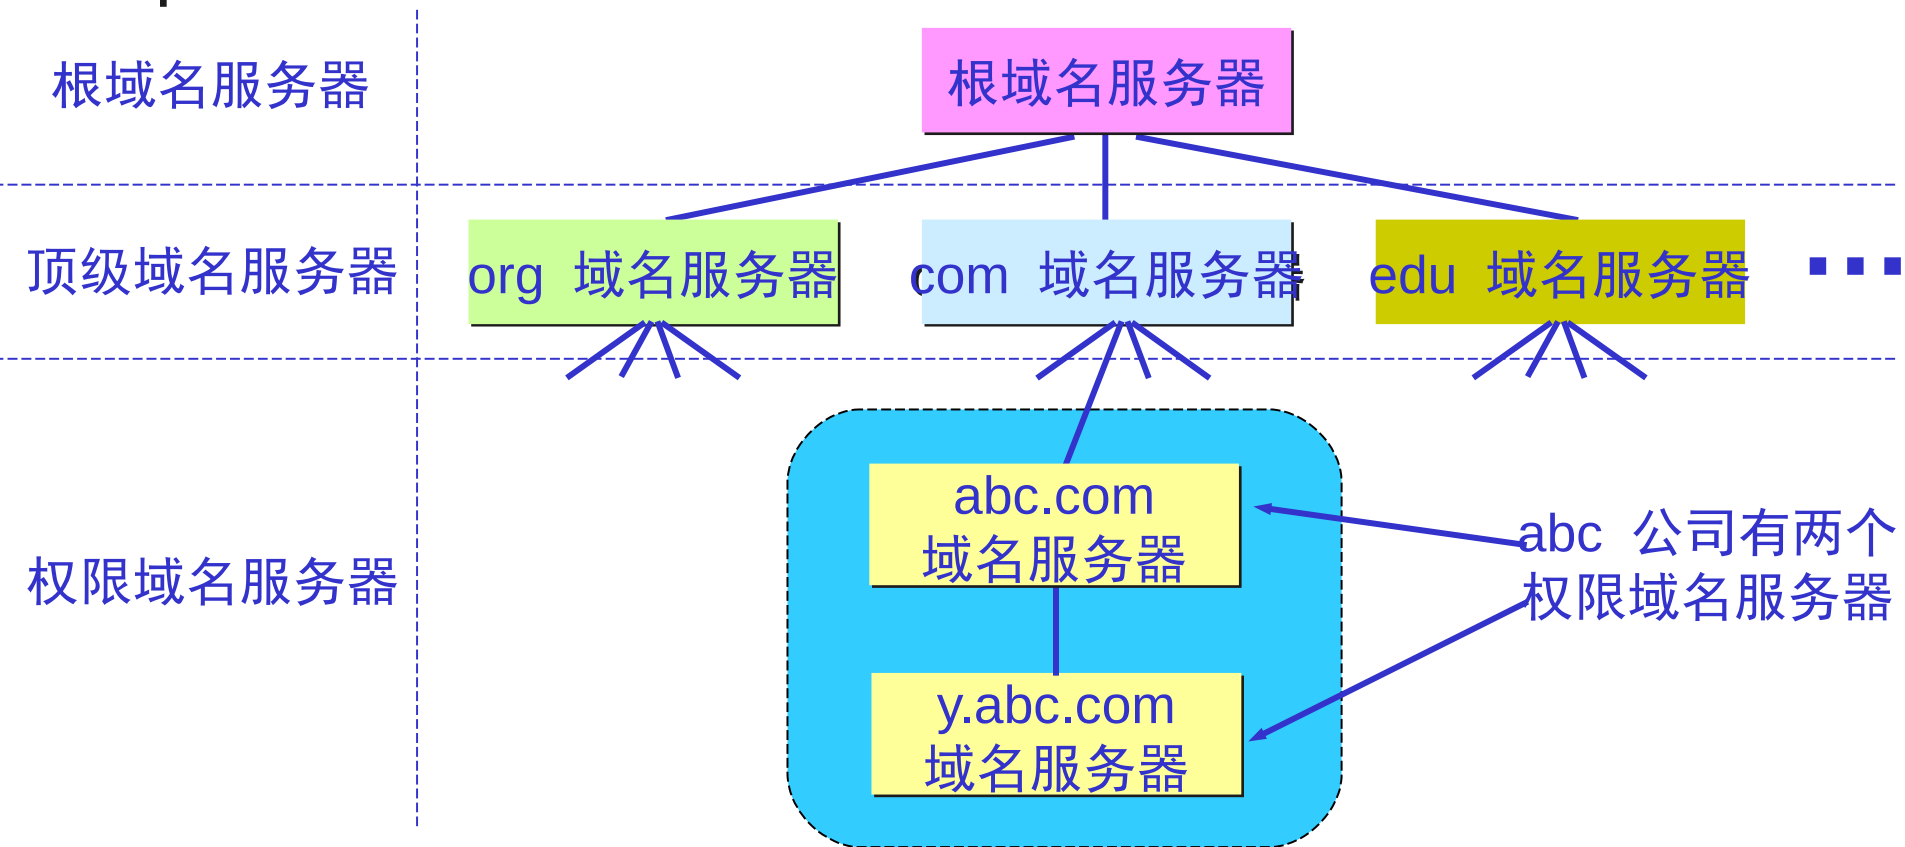 根域名服务器
根域名服务器
顶级域名服务器
org 域名服务器
com 域名服务器
edu 域名服务器
...
权限域名服务器
abc.com
域名服务器
y.abc.com
域名服务器
abc 公司有两个
权限域名服务器